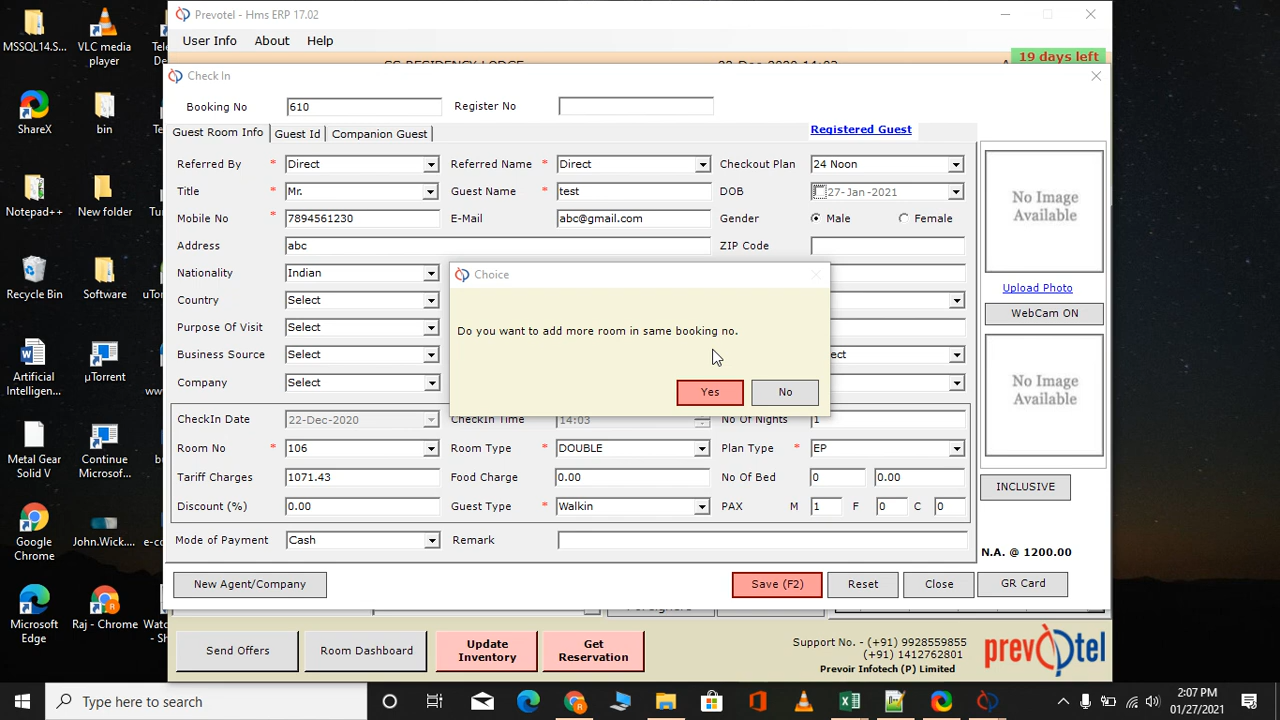 MSSQL14.S...
VLC media
player
Prevotel - Hms ERP 17.02
User Info About Help
19 days left
Check In
Booking No 610 Register No
Guest Room Info Guest Id Companion Guest Registered Guest
Referred By * Direct Referred Name * Direct Checkout Plan 24 Noon
Title * Mr. Guest Name * test DOB 27-Jan-2021
Mobile No * 7894561230 E-Mail abc@gmail.com Gender Male Female
Address abc ZIP Code
Nationality Indian
Country Select
Purpose Of Visit Select
Business Source Select
Company Select
Choice
Do you want to add more room in same booking no.
Yes No
CheckIn Date 22-Dec-2020 CheckIn Time 14:03 No Of Nights 1
Room No * 106 Room Type * DOUBLE Plan Type * EP
Tariff Charges 1071.43 Food Charge 0.00 No Of Bed 0 0.00
Discount (%) 0.00 Guest Type * Walkin PAX M 1 F 0 C 0
Mode of Payment Cash Remark
No Image
Available
Upload Photo
WebCam ON
No Image
Available
INCLUSIVE
N.A. @ 1200.00
New Agent/Company Save (F2) Reset Close GR Card
Send Offers Room Dashboard Update
Inventory Get
Reservation
Support No. - (+91) 9928559855
(+91) 1412762801
Prevoir Infotech (P) Limited
prevotel
ShareX
bin
Notepad++
New folder
Recycle Bin
Software
Artificial
Intelligen...
µTorrent
Metal Gear
Solid V
Continue
Microsof...
Google
Chrome
John.Wick....
Microsoft
Edge
Raj - Chrome
Type here to search
2:07 PM
01/27/2021